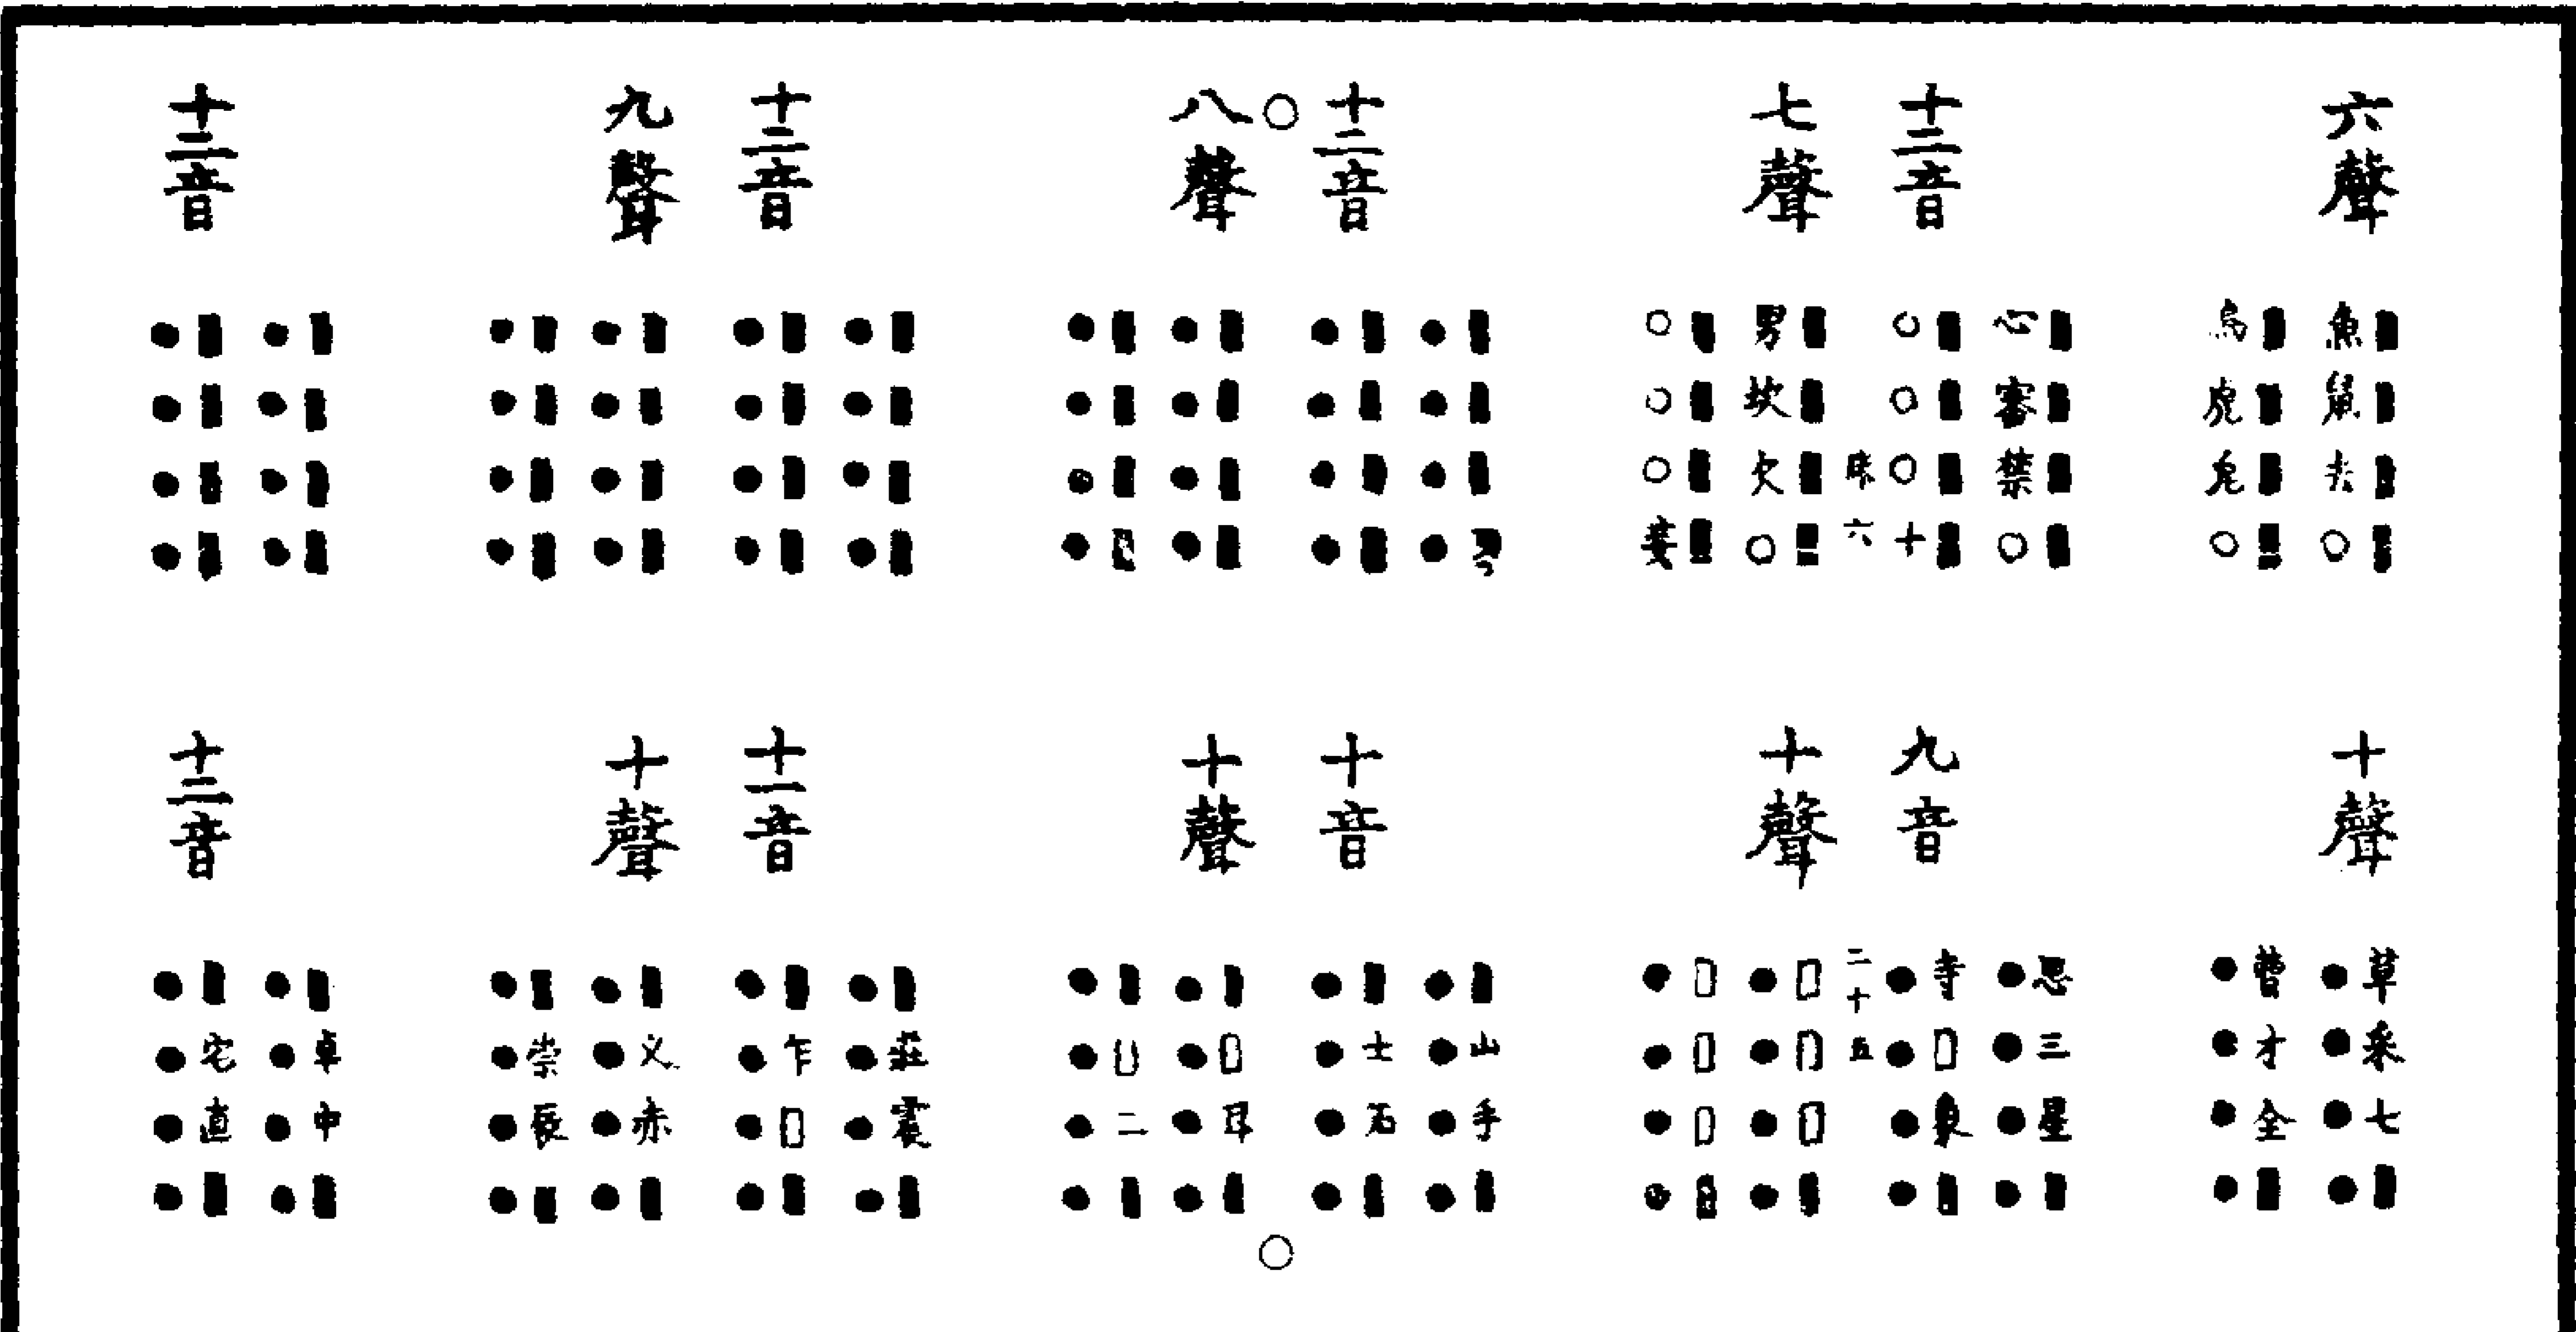 六聲
魚鼠去
烏虎兔
十二音
心審禁
十
六
七聲
男坎欠
妾
十二音
八聲
十二音
九聲
十二音
十聲
草采七
曹才全
九音
思三星
寺□象
二十五
十聲
十音
山手
士石
十聲
□耳
□二
十一音
莊震
乍□
十聲
叉赤
崇辰
十二音
卓中
宅直